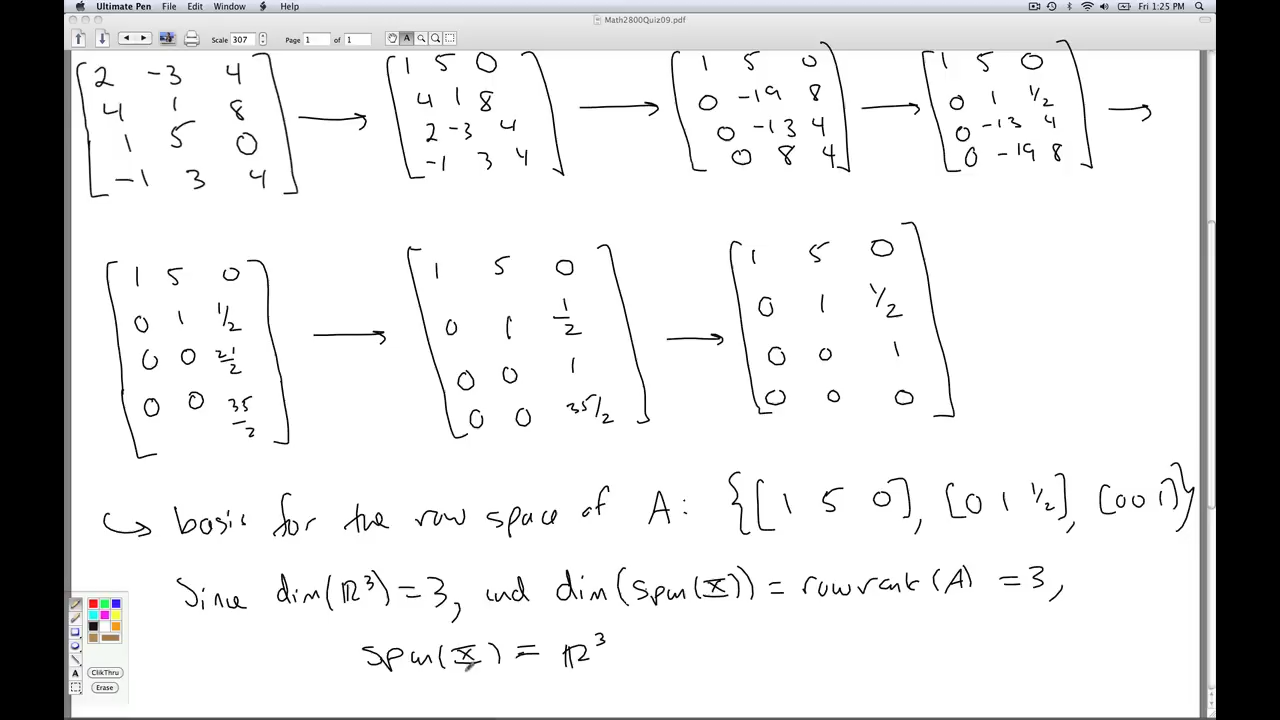 Ultimate Pen File Edit Window Help Fri 1:25 PM
Math2800Quiz09.pdf
Scale 307 Page 1 of 1
2 -3 4
4 1 8
1 5 0
-1 3 4
1 5 0
4 1 8
2 -3 4
-1 3 4
1 5 0
0 -19 8
0 -13 4
0 8 4
1 5 0
0 1 1/2
0 -13 4
0 -19 8
1 5 0
0 1 1/2
0 0 21/2
0 0 35/2
1 5 0
0 1 1/2
0 0 1
0 0 35/2
1 5 0
0 1 1/2
0 0 1
0 0 0
↪ basis for the row space of A: {[1 5 0], [0 1 1/2], [0 0 1]}
Since dim(ℝ³) = 3, and dim(span(X)) = rowrank(A) = 3,
span(X) = ℝ³
ClikThru
Erase